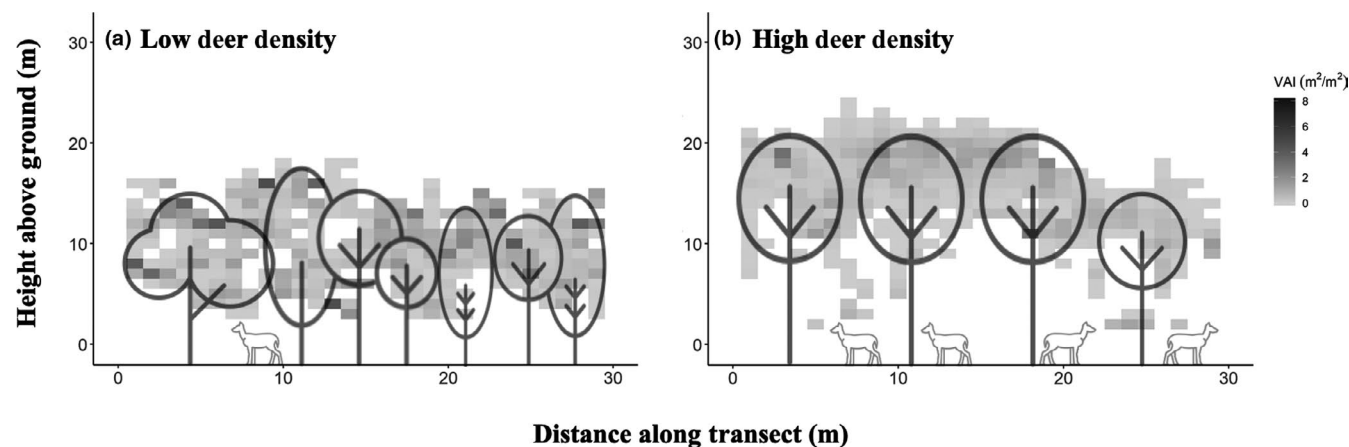 (a) Low deer density
(b) High deer density
Height above ground (m)
30
20
10
0
0 10 20 30
30
20
10
0
0 10 20 30
VAI (m²/m²)
8
6
4
2
0
Distance along transect (m)